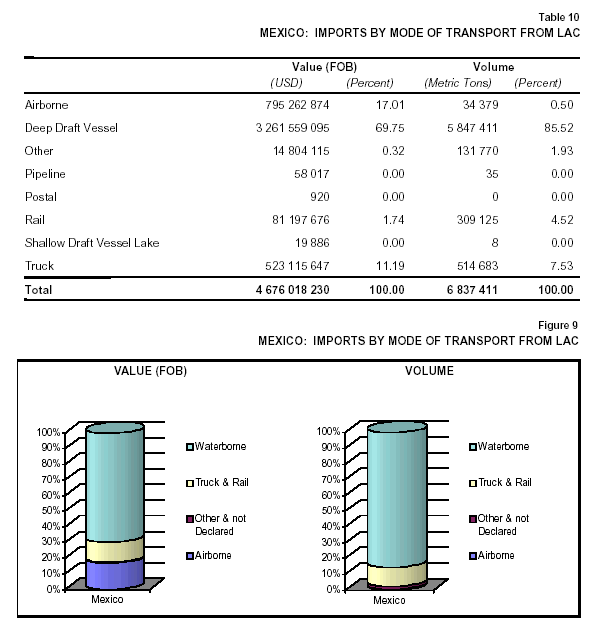 Table 10
MEXICO: IMPORTS BY MODE OF TRANSPORT FROM LAC
Value (FOB) Volume
(USD) (Percent) (Metric Tons) (Percent)
Airborne 795 262 874 17.01 34 379 0.50
Deep Draft Vessel 3 261 559 095 69.75 5 847 411 85.52
Other 14 804 115 0.32 131 770 1.93
Pipeline 58 017 0.00 35 0.00
Postal 920 0.00 0 0.00
Rail 81 197 676 1.74 309 125 4.52
Shallow Draft Vessel Lake 19 886 0.00 8 0.00
Truck 523 115 647 11.19 514 683 7.53
Total 4 676 018 230 100.00 6 837 411 100.00
Figure 9
MEXICO: IMPORTS BY MODE OF TRANSPORT FROM LAC
VALUE (FOB)
100%
90%
80%
70%
60%
50%
40%
30%
20%
10%
0%
Mexico
Waterborne
Truck & Rail
Other & not
Declared
Airborne
VOLUME
100%
90%
80%
70%
60%
50%
40%
30%
20%
10%
0%
Mexico
Waterborne
Truck & Rail
Other & not
Declared
Airborne